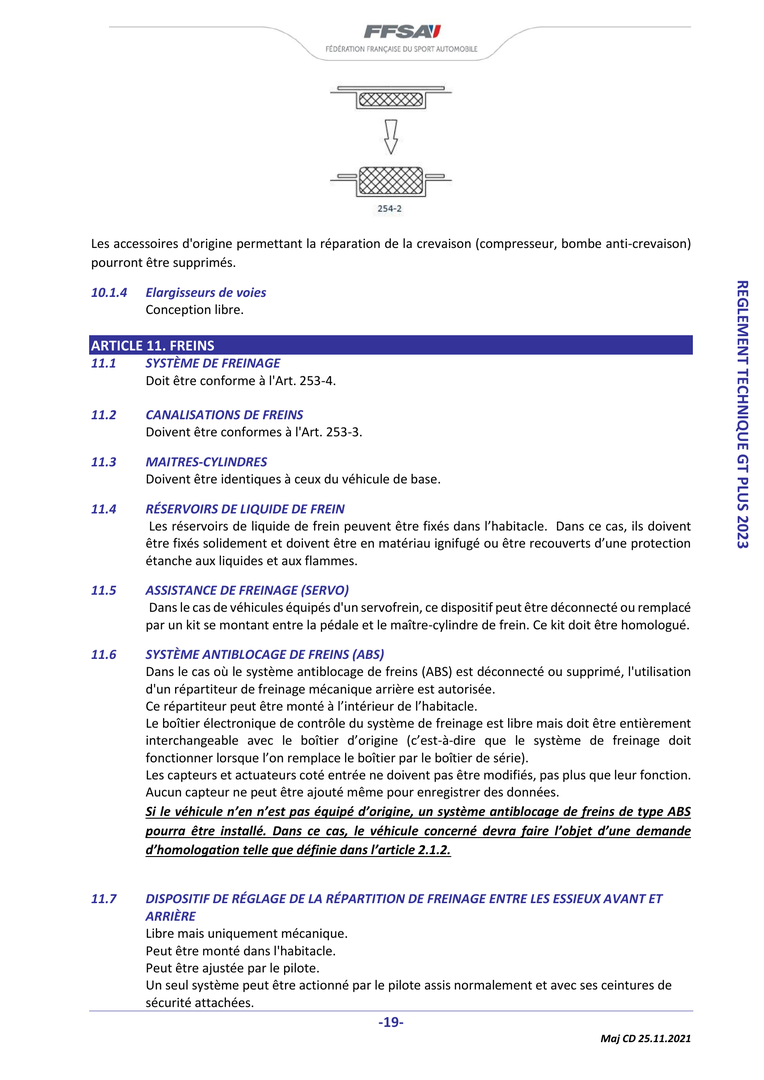 FFSA
FÉDÉRATION FRANÇAISE DU SPORT AUTOMOBILE
254-2
Les accessoires d'origine permettant la réparation de la crevaison (compresseur, bombe anti-crevaison)
pourront être supprimés.
10.1.4 Elargisseurs de voies
Conception libre.
ARTICLE 11. FREINS
11.1 SYSTÈME DE FREINAGE
Doit être conforme à l'Art. 253-4.
11.2 CANALISATIONS DE FREINS
Doivent être conformes à l'Art. 253-3.
11.3 MAITRES-CYLINDRES
Doivent être identiques à ceux du véhicule de base.
11.4 RÉSERVOIRS DE LIQUIDE DE FREIN
Les réservoirs de liquide de frein peuvent être fixés dans l’habitacle. Dans ce cas, ils doivent
être fixés solidement et doivent être en matériau ignifugé ou être recouverts d’une protection
étanche aux liquides et aux flammes.
11.5 ASSISTANCE DE FREINAGE (SERVO)
Dans le cas de véhicules équipés d'un servofrein, ce dispositif peut être déconnecté ou remplacé
par un kit se montant entre la pédale et le maître-cylindre de frein. Ce kit doit être homologué.
11.6 SYSTÈME ANTIBLOCAGE DE FREINS (ABS)
Dans le cas où le système antiblocage de freins (ABS) est déconnecté ou supprimé, l'utilisation
d'un répartiteur de freinage mécanique arrière est autorisée.
Ce répartiteur peut être monté à l’intérieur de l’habitacle.
Le boîtier électronique de contrôle du système de freinage est libre mais doit être entièrement
interchangeable avec le boîtier d’origine (c’est-à-dire que le système de freinage doit
fonctionner lorsque l’on remplace le boîtier par le boîtier de série).
Les capteurs et actuateurs coté entrée ne doivent pas être modifiés, pas plus que leur fonction.
Aucun capteur ne peut être ajouté même pour enregistrer des données.
Si le véhicule n’en n’est pas équipé d’origine, un système antiblocage de freins de type ABS
pourra être installé. Dans ce cas, le véhicule concerné devra faire l’objet d’une demande
d’homologation telle que définie dans l’article 2.1.2.
11.7 DISPOSITIF DE RÉGLAGE DE LA RÉPARTITION DE FREINAGE ENTRE LES ESSIEUX AVANT ET
ARRIÈRE
Libre mais uniquement mécanique.
Peut être monté dans l'habitacle.
Peut être ajustée par le pilote.
Un seul système peut être actionné par le pilote assis normalement et avec ses ceintures de
sécurité attachées.
-19-
Maj CD 25.11.2021
REGLEMENT TECHNIQUE GT PLUS 2023